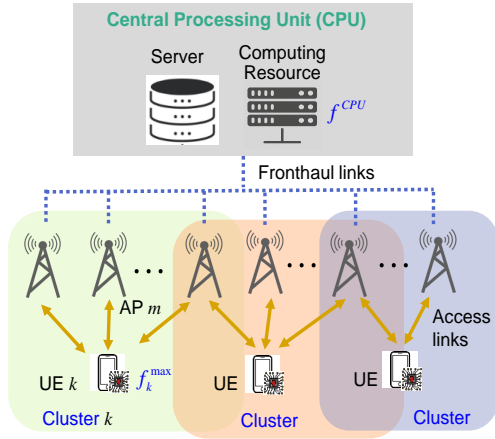 Central Processing Unit (CPU)
Server
Computing
Resource
f^{CPU}
Fronthaul links
AP m
Access
links
UE k
f_k^{max}
UE
UE
Cluster k
Cluster
Cluster